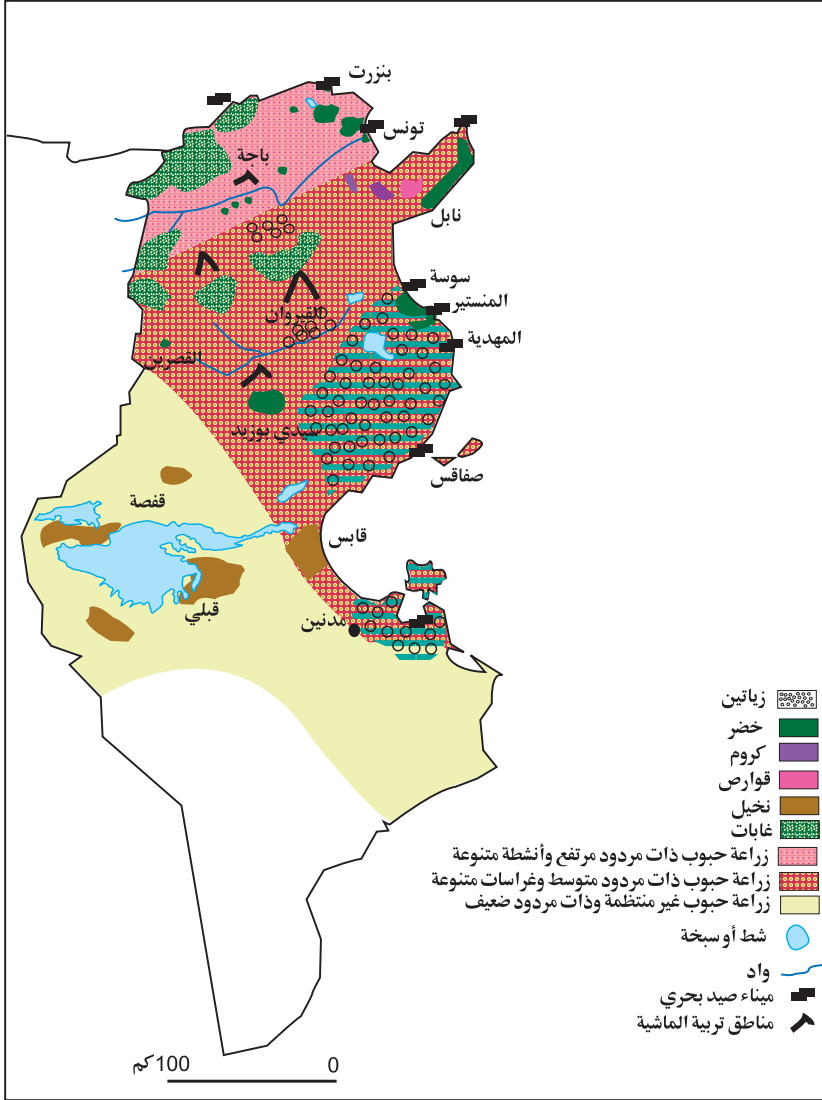 بنزرت
تونس
باجة
نابل
سوسة
المنستير
القيروان
المهدية
القصرين
سيدي بوزيد
صفاقس
قفصة
قابس
قبلي
مدنين
زياتين
خضر
كروم
قوارص
نخيل
غابات
زراعة حبوب ذات مردود مرتفع وأنشطة متنوعة
زراعة حبوب ذات مردود متوسط وغراسات متنوعة
زراعة حبوب غير منتظمة وذات مردود ضعيف
شط أو سبخة
واد
ميناء صيد بحري
مناطق تربية الماشية
0
100 كم